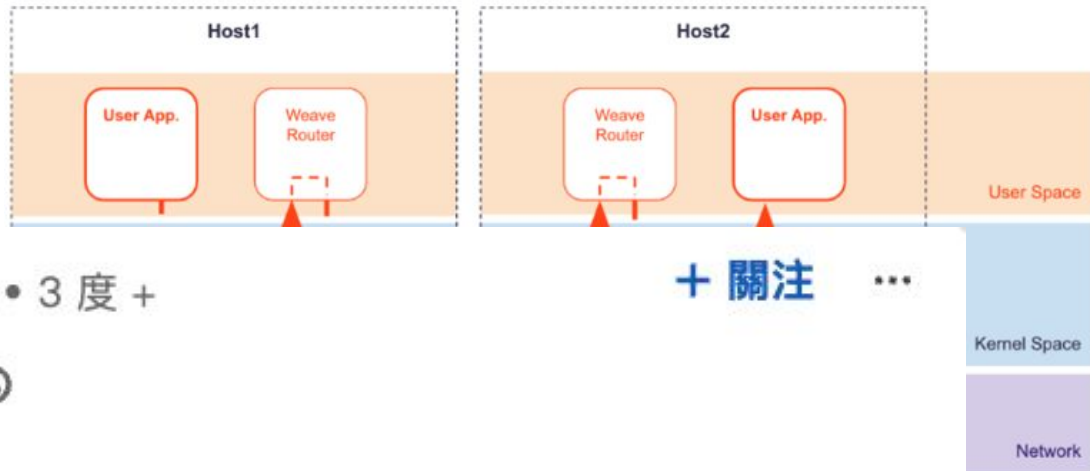 Host1
Host2
User App.
Weave
Router
Weave
Router
User App.
User Space
• 3 度 +
+ 關注 ...
Kernel Space
Network